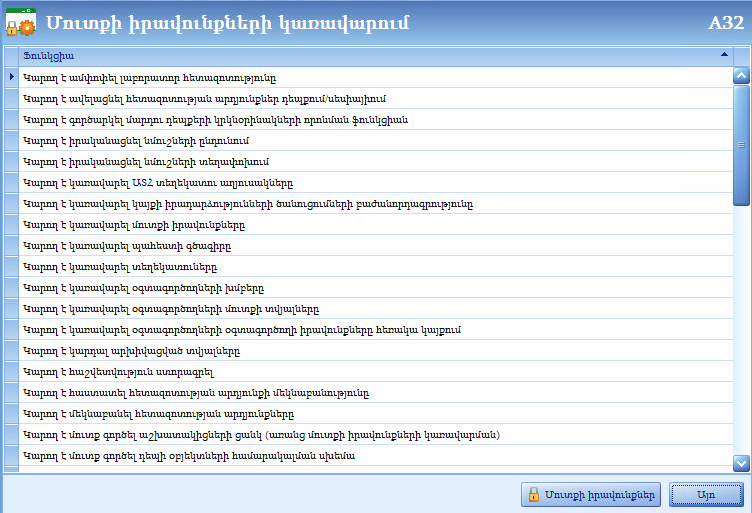 Մուտքի իրավունքների կառավարում A32
Ֆունկցիա
Կարող է ամփոփել լաբորատոր հետազոտությունը
Կարող է ավելացնել հետազոտության արդյունքներ դեպքում/սեսիայիում
Կարող է գործարկել մարդու դեպքերի կրկնօրինակների որոնման ֆունկցիան
Կարող է իրականացնել նմուշների ընդունում
Կարող է իրականացնել նմուշների տեղափոխում
Կարող է կառավարել ԱՏՀ տեղեկատու աղյուսակները
Կարող է կառավարել կայքի իրադարձությունների ծանուցումների բաժանորդագրությունը
Կարող է կառավարել մուտքի իրավունքները
Կարող է կառավարել պահեստի գծագիրը
Կարող է կառավարել տեղեկատուները
Կարող է կառավարել օգտագործողների խմբերը
Կարող է կառավարել օգտագործողների մուտքի տվյալները
Կարող է կառավարել օգտագործողների օգտագործողի իրավունքները հեռակա կայքում
Կարող է կարդալ արխիվացված տվյալները
Կարող է հաշվետվություն ստորագրել
Կարող է հաստատել հետազոտության արդյունքի մեկնաբանությունը
Կարող է մեկնաբանել հետազոտության արդյունքները
Կարող է մուտք գործել աշխատակիցների ցանկ (առանց մուտքի իրավունքների կառավարման)
Կարող է մուտք գործել դեպի օբյեկտների համարակալման սխեմա
Մուտքի իրավունքներ Այո